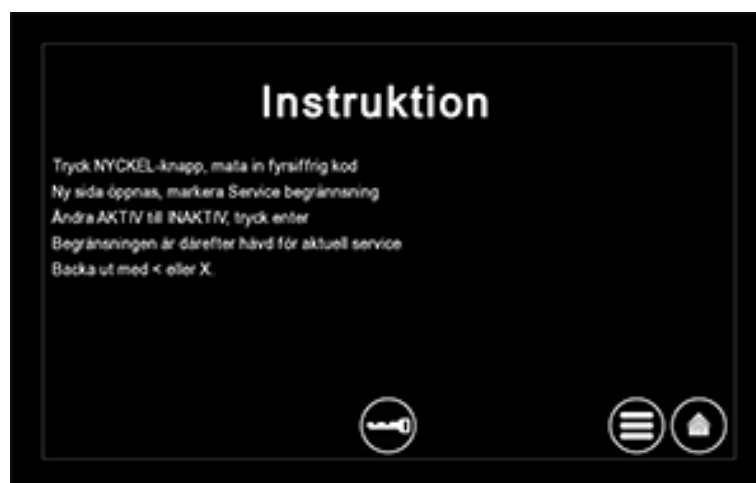 Instruktion
Tryck NYCKEL-knapp, mata in fyrsiffrig kod
Ny sida öppnas, markera Service begrännsning
Ändra AKTIV till INAKTIV, tryck enter
Begränsningen är därefter hävd för aktuell service
Backa ut med < eller X.